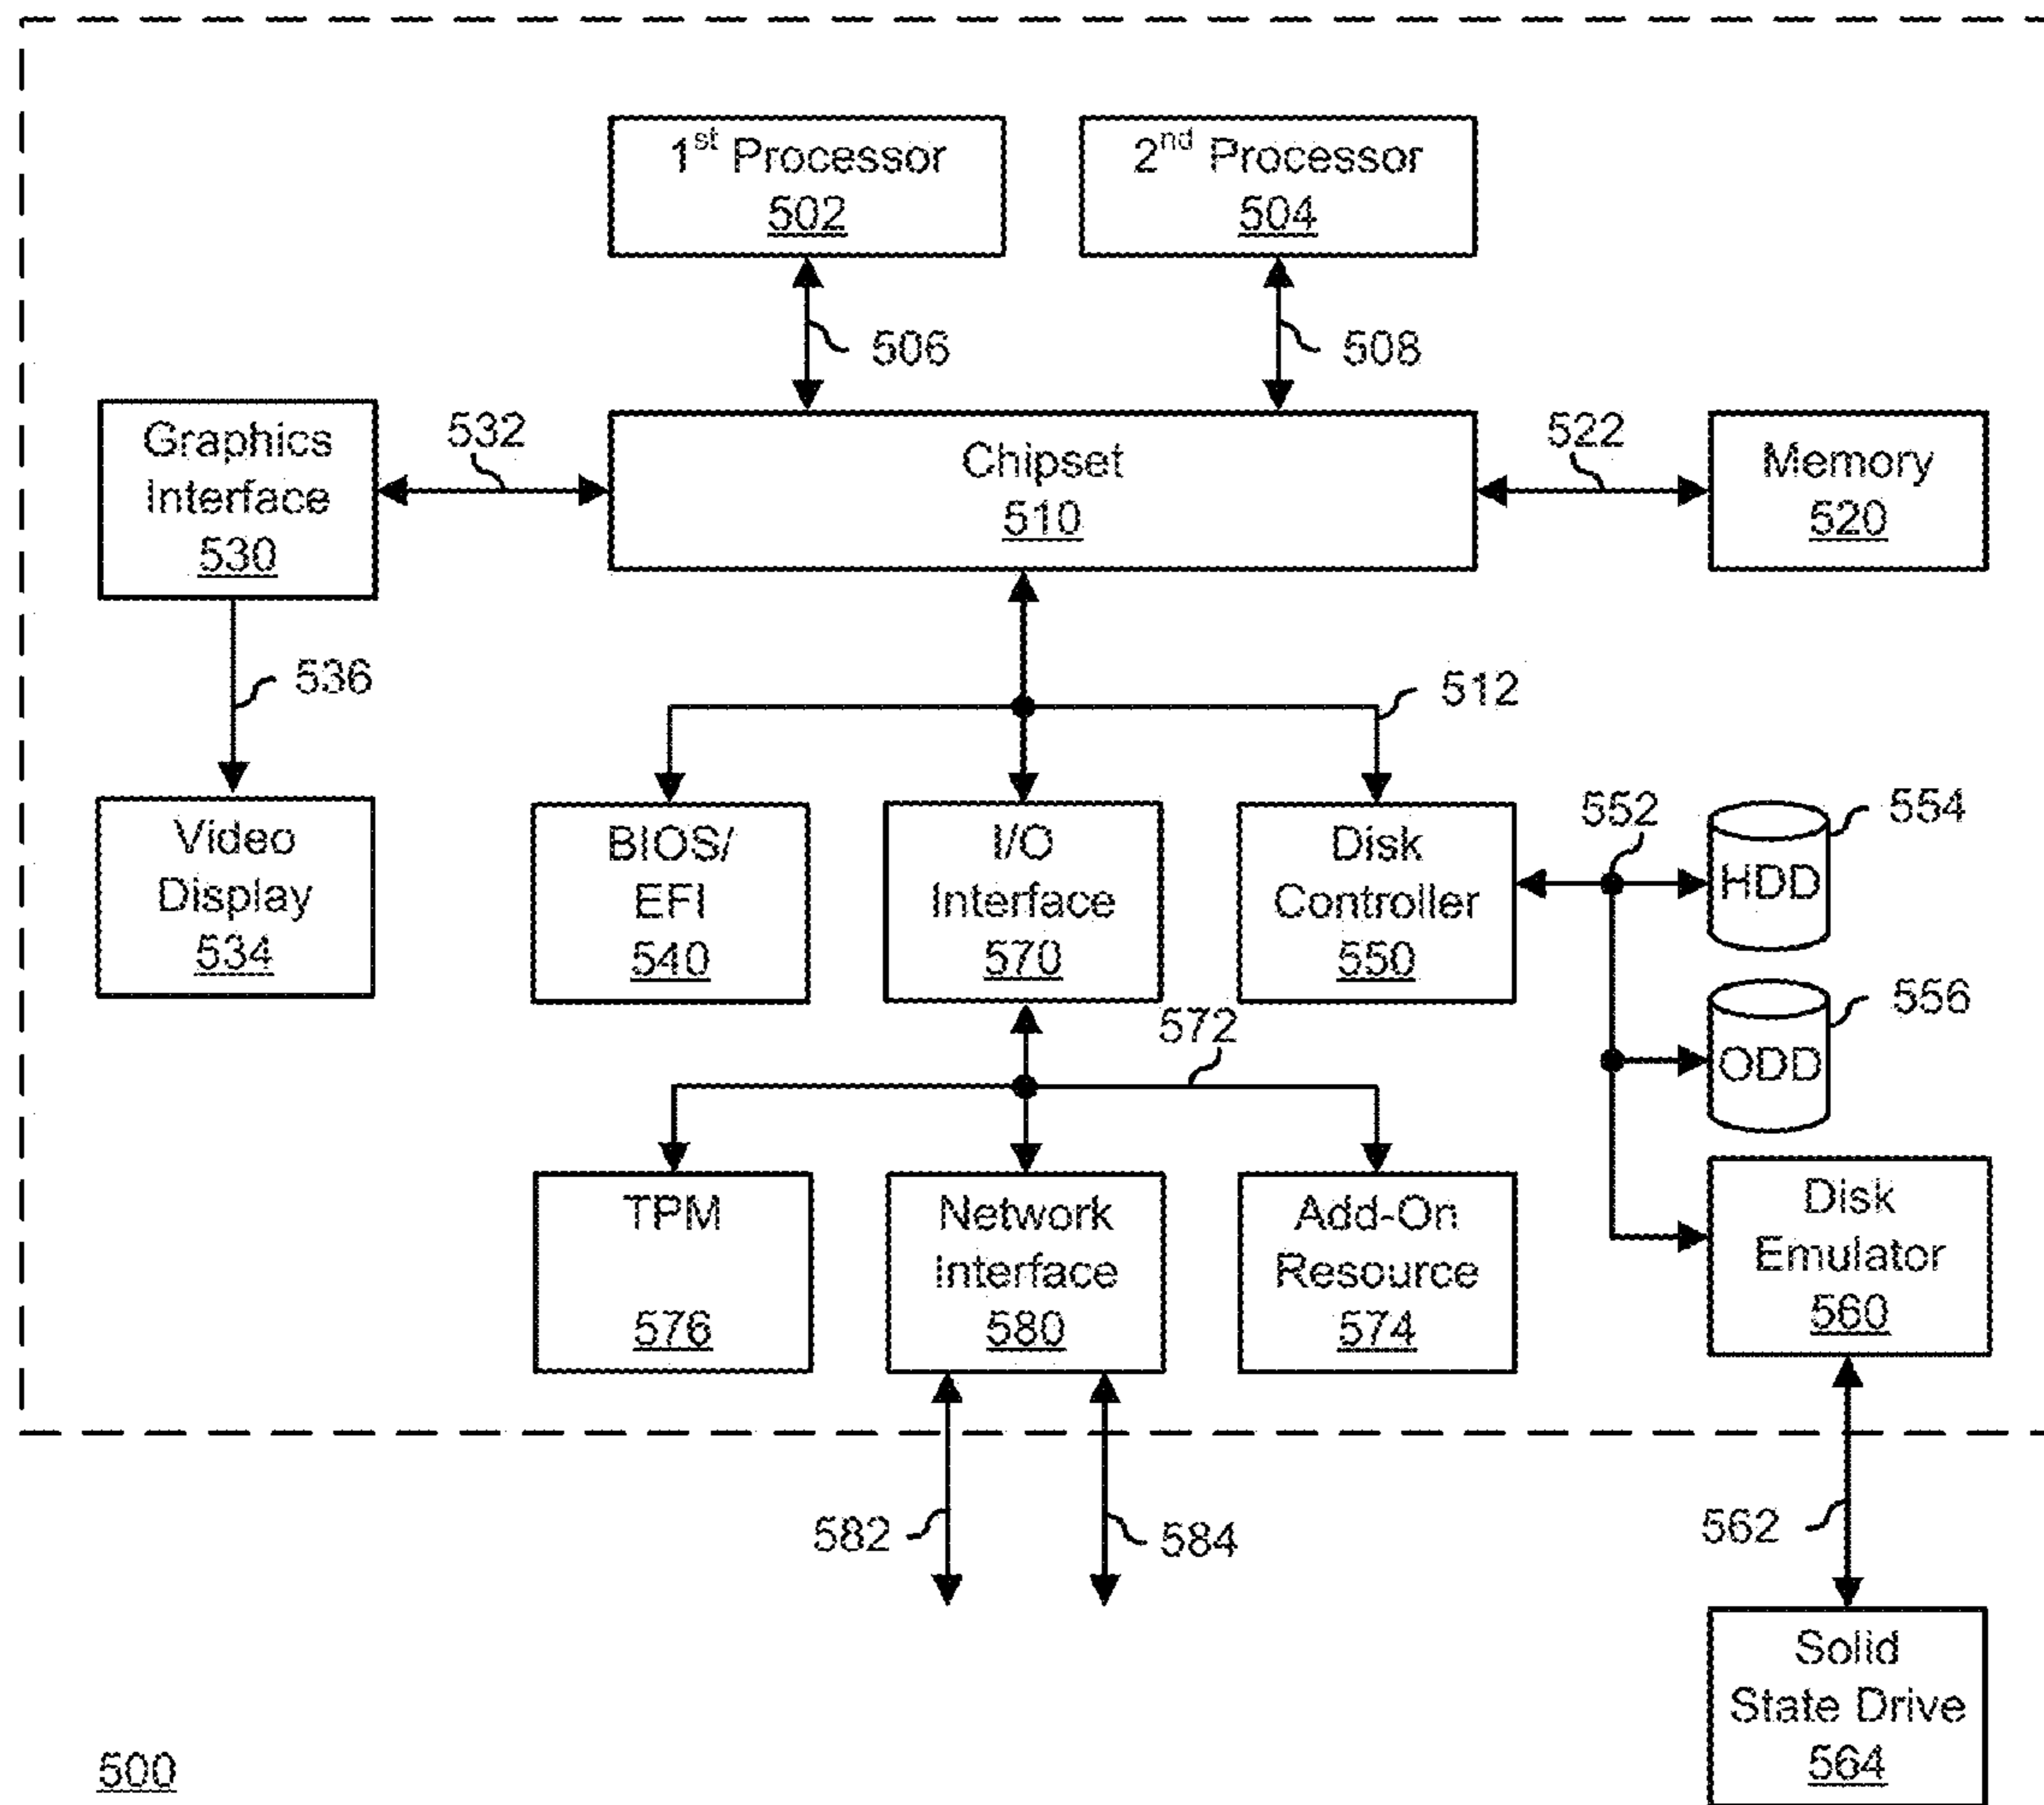 1st Processor
502
2nd Processor
504
506
508
Graphics
Interface
530
532
Chipset
510
522
Memory
520
536
512
Video
Display
534
BIOS/
EFI
540
I/O
Interface
570
Disk
Controller
550
552
554
HDD
556
ODD
572
TPM
576
Network
Interface
580
Add-On
Resource
574
Disk
Emulator
560
582
584
562
Solid
State Drive
564
500